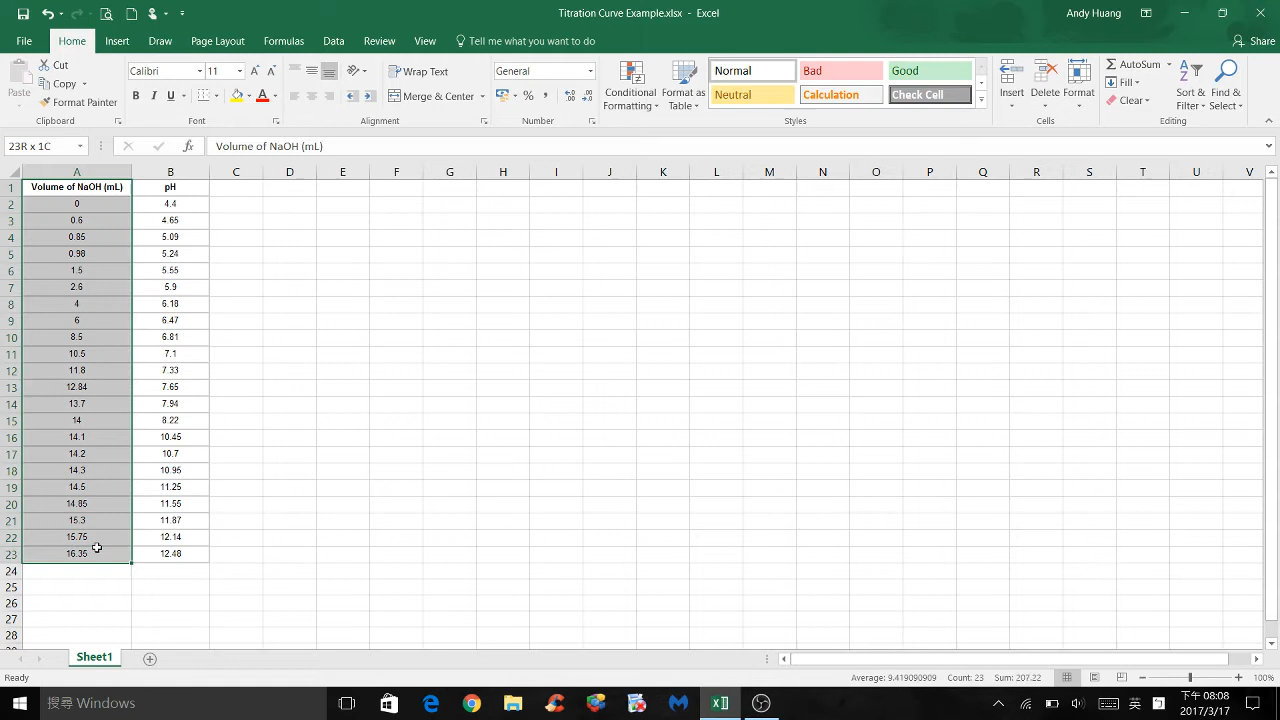 Titration Curve Example.xlsx - Excel
Andy Huang
File Home Insert Draw Page Layout Formulas Data Review View Tell me what you want to do Share
Paste
Cut
Copy
Format Painter
Clipboard
Calibri 11
B I U
Font
Wrap Text
Merge & Center
Alignment
General
%
Number
Conditional Formatting
Format as Table
Normal Bad Good
Neutral Calculation Check Cell
Styles
Insert Delete Format
Cells
AutoSum
Fill
Clear
Sort & Filter
Find & Select
Editing
23R x 1C fx Volume of NaOH (mL)
A B C D E F G H I J K L M N O P Q R S T U V
1 Volume of NaOH (mL) pH
2 0 4.4
3 0.6 4.65
4 0.85 5.09
5 0.98 5.24
6 1.5 5.55
7 2.6 5.9
8 4 6.18
9 6 6.47
10 8.5 6.81
11 10.5 7.1
12 11.8 7.33
13 12.84 7.65
14 13.7 7.94
15 14 8.22
16 14.1 10.45
17 14.2 10.7
18 14.3 10.95
19 14.5 11.25
20 14.85 11.55
21 15.3 11.87
22 15.75 12.14
23 16.35 12.48
24
25
26
27
28
Sheet1
Ready Average: 9.419090909 Count: 23 Sum: 207.22 100%
搜尋 Windows
英
下午 08:08
2017/3/17